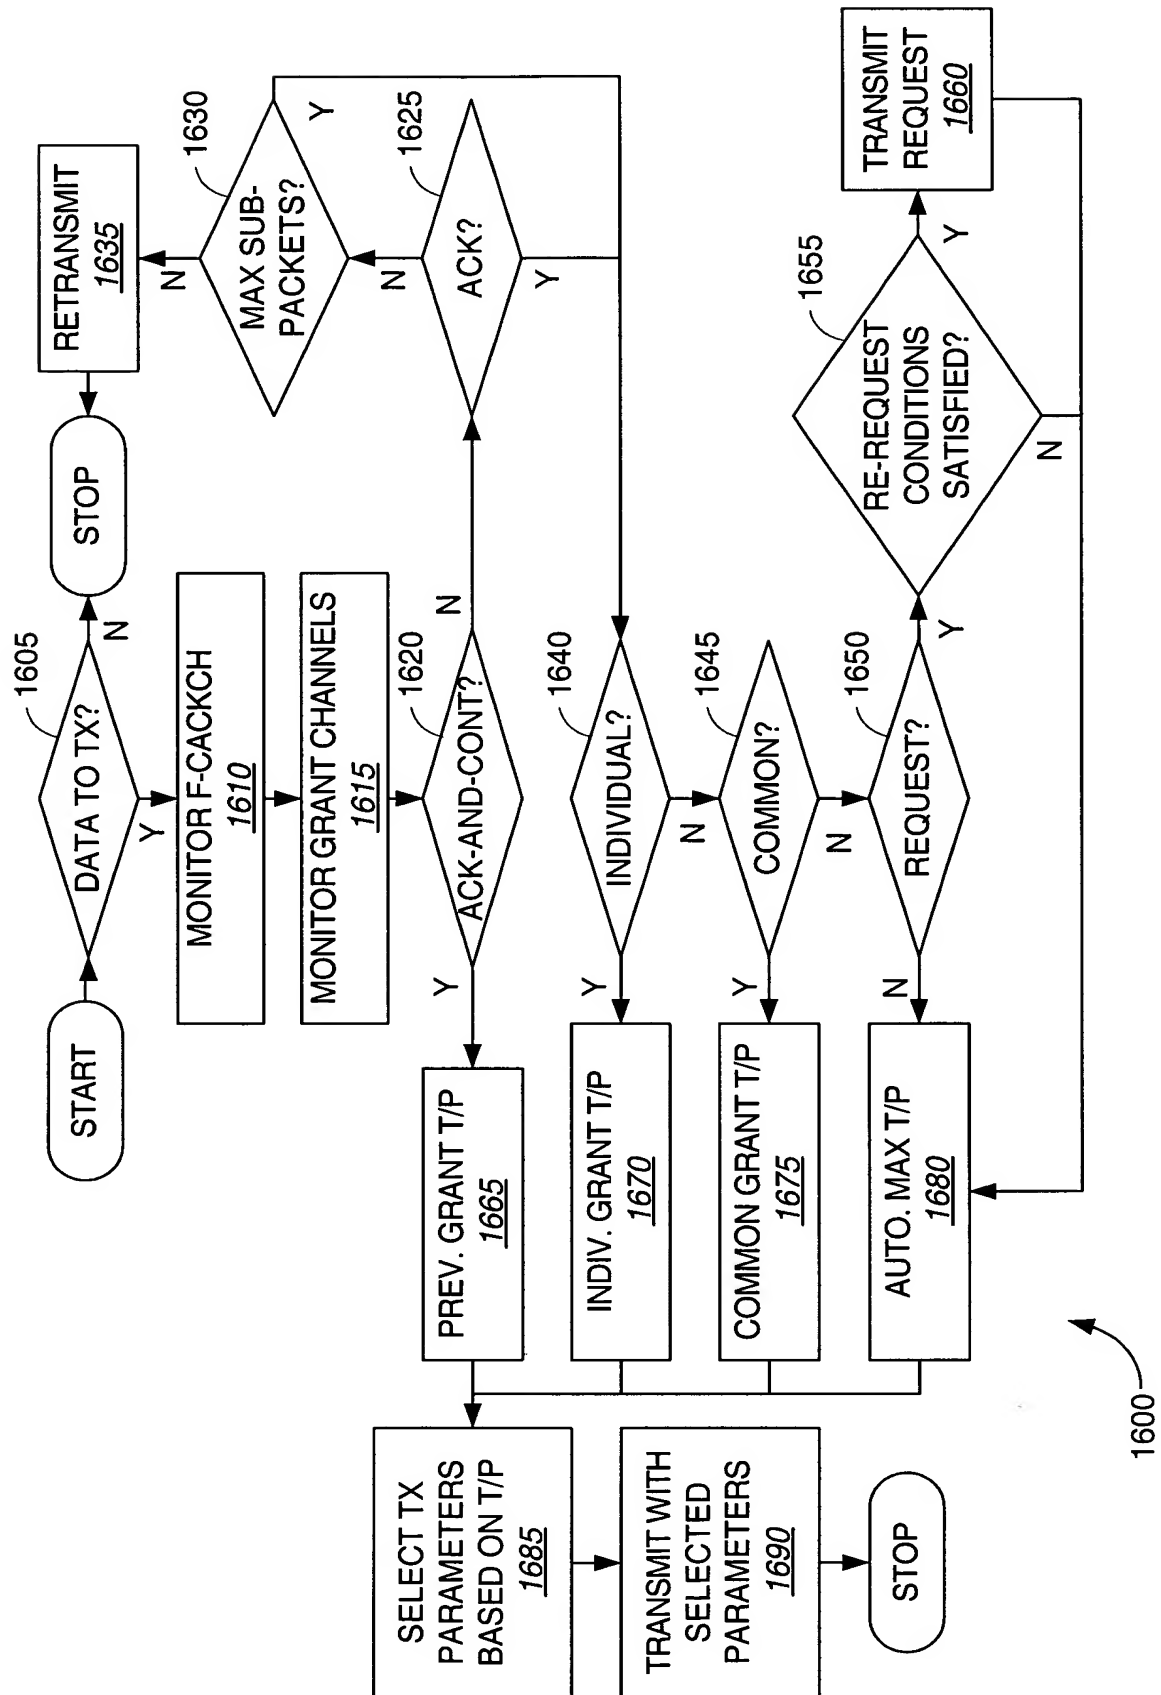 START
DATA TO TX?
1605
N
STOP
Y
RETRANSMIT
1635
N
MONITOR F-CACKCH
1610
MAX SUB-
PACKETS?
1630
Y
MONITOR GRANT CHANNELS
1615
N
ACK?
1625
Y
ACK-AND-CONT?
1620
N
Y
PREV. GRANT T/P
1665
SELECT TX
PARAMETERS
BASED ON T/P
1685
INDIVIDUAL?
1640
Y
N
INDIV. GRANT T/P
1670
TRANSMIT WITH
SELECTED
PARAMETERS
1690
COMMON?
1645
Y
N
COMMON GRANT T/P
1675
STOP
REQUEST?
1650
N
Y
AUTO. MAX T/P
1680
RE-REQUEST
CONDITIONS
SATISFIED?
1655
Y
N
TRANSMIT
REQUEST
1660
1600